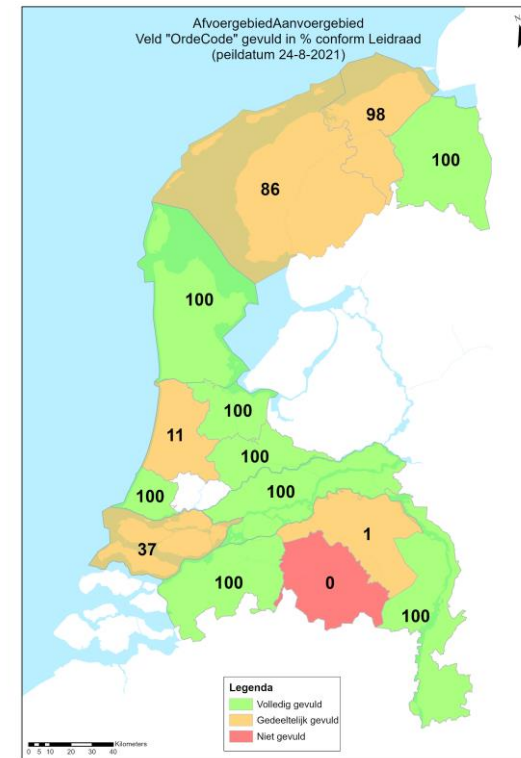 AfvoergebiedAanvoergebied
Veld "OrdeCode" gevuld in % conform Leidraad
(peildatum 24-8-2021)
N
98
100
86
100
100
11
100
100
100
37
1
100
0
100
Legenda
Volledig gevuld
Gedeeltelijk gevuld
Niet gevuld
Kilometers
0 5 10 20 30 40